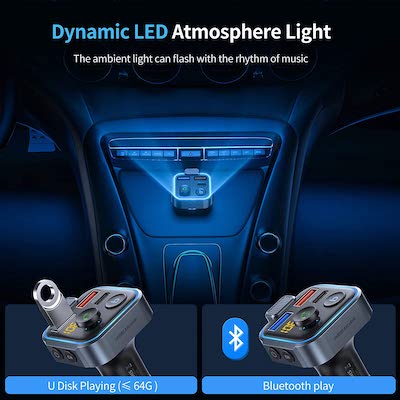 Dynamic LED Atmosphere Light
The ambient light can flash with the rhythm of music
U Disk Playing (⩽ 64G)
Bluetooth play